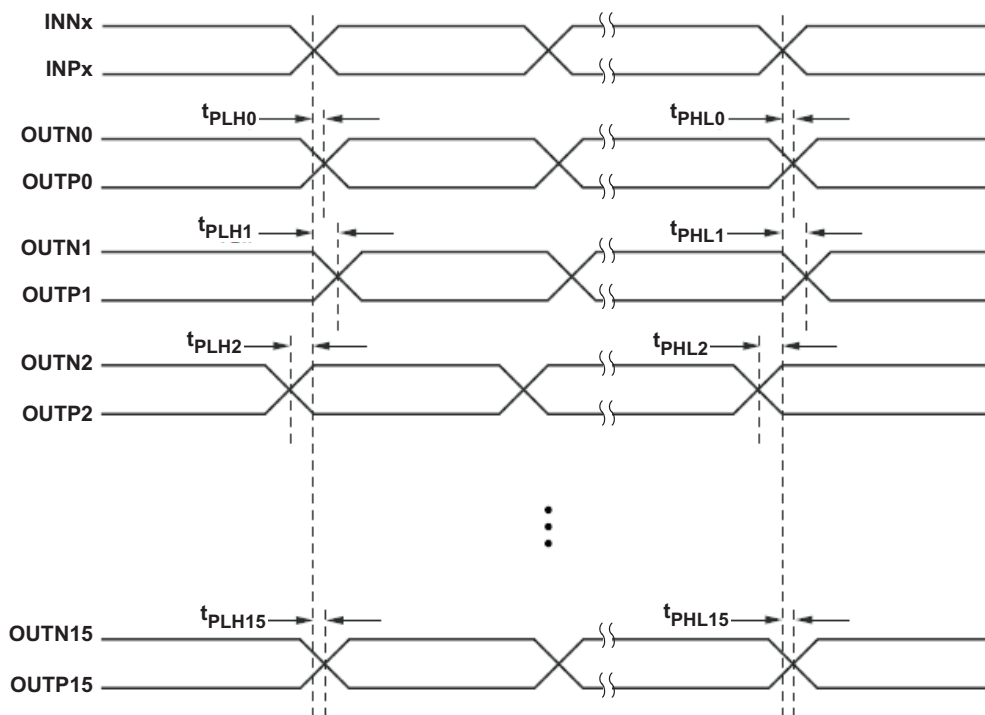 INNx
INPx
tPLH0 tPHL0
OUTN0
OUTP0
tPLH1 tPHL1
OUTN1
OUTP1
tPLH2 tPHL2
OUTN2
OUTP2
tPLH15 tPHL15
OUTN15
OUTP15